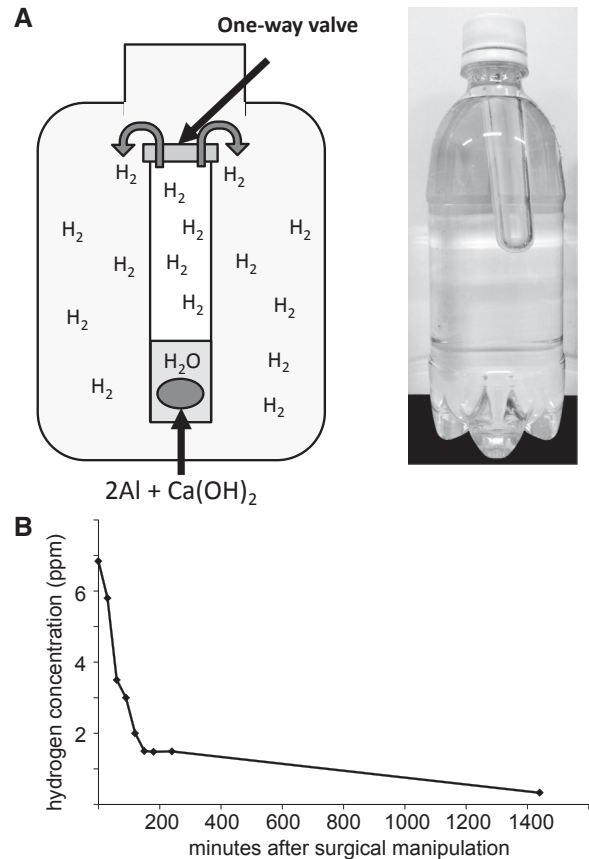 A
One-way valve
H₂ H₂
H₂
H₂ H₂ H₂
H₂ H₂ H₂
H₂ H₂ H₂
H₂O H₂
H₂ H₂
2Al + Ca(OH)₂
B
hydrogen concentration (ppm)
6
4
2
200 400 600 800 1000 1200 1400
minutes after surgical manipulation